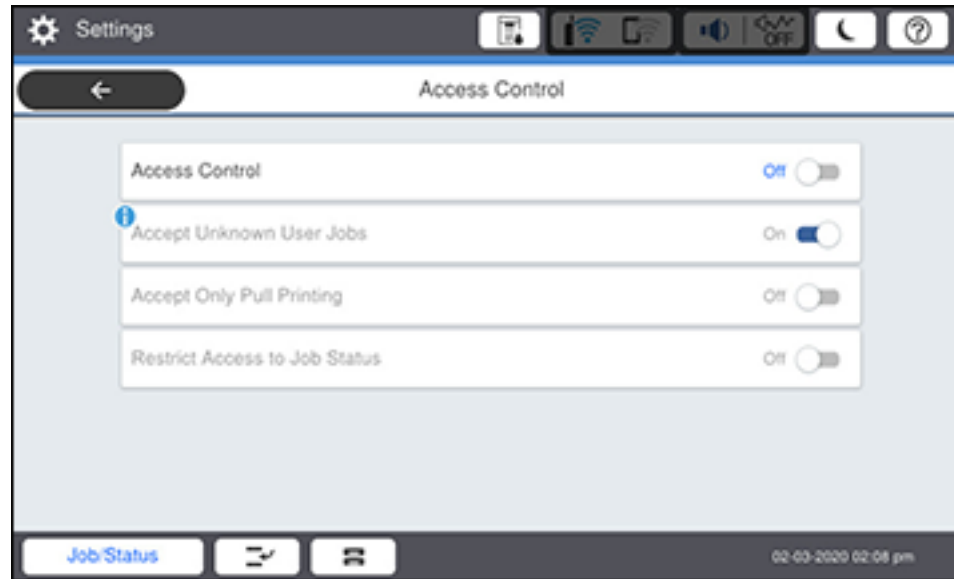 Settings
OFF
Access Control
Access Control Off
Accept Unknown User Jobs On
Accept Only Pull Printing Off
Restrict Access to Job Status Off
Job/Status
02-03-2020 02:08 pm